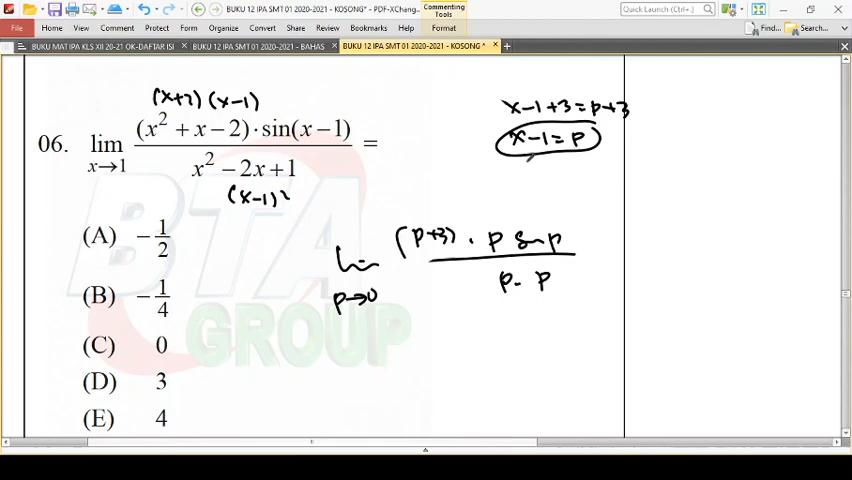 BUKU 12 IPA SMT 01 2020-2021 - KOSONG* - PDF-XChang
Commenting Tools
Quick Launch (Ctrl+.)
File Home View Comment Protect Form Organize Convert Share Review Bookmarks Help Format
Find... Search...
BUKU MAT IPA KLS XII 20-21 OK-DAFTAR ISI × BUKU 12 IPA SMT 01 2020-2021 - BAHAS × BUKU 12 IPA SMT 01 2020-2021 - KOSONG * × +
(x+2) (x-1)
x-1+3=p+3
06. lim x→1 (x² + x − 2) · sin(x − 1) / x² − 2x + 1 =
x-1=p
(x-1)²
(A) −1/2
lim p→0 (p+3) . p sin p / p. p
(B) −1/4
(C) 0
(D) 3
(E) 4
BTA GROUP